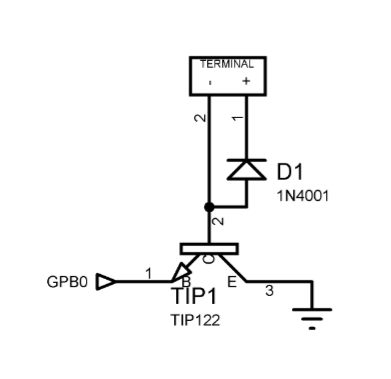 TERMINAL
- +
2 1
D1
1N4001
2
C
GPB0 1 B E 3
TIP1
TIP122